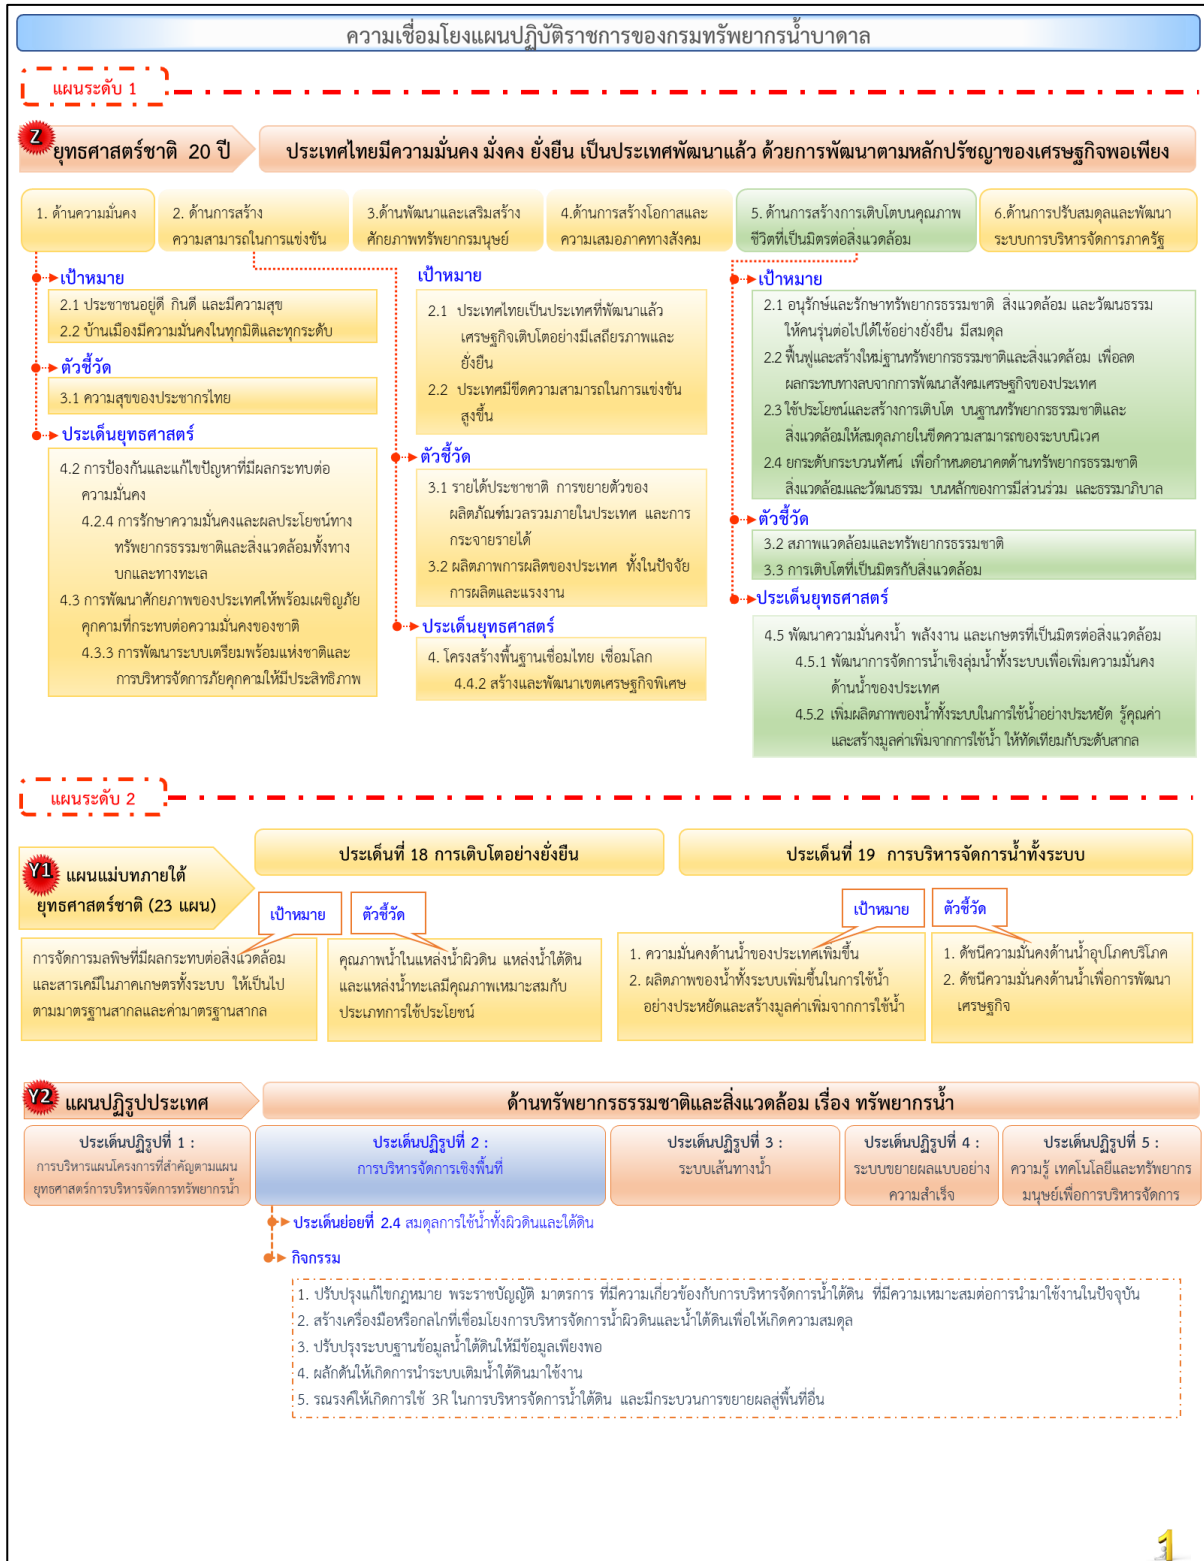 ความเชื่อมโยงแผนปฏิบัติราชการของกรมทรัพยากรน้ำบาดาล
แผนระดับ 1
Z
ยุทธศาสตร์ชาติ 20 ปี
ประเทศไทยมีความมั่นคง มั่งคง ยั่งยืน เป็นประเทศพัฒนาแล้ว ด้วยการพัฒนาตามหลักปรัชญาของเศรษฐกิจพอเพียง
1. ด้านความมั่นคง
2. ด้านการสร้าง
ความสามารถในการแข่งขัน
3.ด้านพัฒนาและเสริมสร้าง
ศักยภาพทรัพยากรมนุษย์
4.ด้านการสร้างโอกาสและ
ความเสมอภาคทางสังคม
5. ด้านการสร้างการเติบโตบนคุณภาพ
ชีวิตที่เป็นมิตรต่อสิ่งแวดล้อม
6.ด้านการปรับสมดุลและพัฒนา
ระบบการบริหารจัดการภาครัฐ
เป้าหมาย
2.1 ประชาชนอยู่ดี กินดี และมีความสุข
2.2 บ้านเมืองมีความมั่นคงในทุกมิติและทุกระดับ
ตัวชี้วัด
3.1 ความสุขของประชากรไทย
ประเด็นยุทธศาสตร์
4.2 การป้องกันและแก้ไขปัญหาที่มีผลกระทบต่อ
ความมั่นคง
4.2.4 การรักษาความมั่นคงและผลประโยชน์ทาง
ทรัพยากรธรรมชาติและสิ่งแวดล้อมทั้งทาง
บกและทางทะเล
4.3 การพัฒนาศักยภาพของประเทศให้พร้อมเผชิญภัย
คุกคามที่กระทบต่อความมั่นคงของชาติ
4.3.3 การพัฒนาระบบเตรียมพร้อมแห่งชาติและ
การบริหารจัดการภัยคุกคามให้มีประสิทธิภาพ
เป้าหมาย
2.1 ประเทศไทยเป็นประเทศที่พัฒนาแล้ว
เศรษฐกิจเติบโตอย่างมีเสถียรภาพและ
ยั่งยืน
2.2 ประเทศมีขีดความสามารถในการแข่งขัน
สูงขึ้น
ตัวชี้วัด
3.1 รายได้ประชาชาติ การขยายตัวของ
ผลิตภัณฑ์มวลรวมภายในประเทศ และการ
กระจายรายได้
3.2 ผลิตภาพการผลิตของประเทศ ทั้งในปัจจัย
การผลิตและแรงงาน
ประเด็นยุทธศาสตร์
4. โครงสร้างพื้นฐานเชื่อมไทย เชื่อมโลก
4.4.2 สร้างและพัฒนาเขตเศรษฐกิจพิเศษ
เป้าหมาย
2.1 อนุรักษ์และรักษาทรัพยากรธรรมชาติ สิ่งแวดล้อม และวัฒนธรรม
ให้คนรุ่นต่อไปได้ใช้อย่างยั่งยืน มีสมดุล
2.2 ฟื้นฟูและสร้างใหม่ฐานทรัพยากรธรรมชาติและสิ่งแวดล้อม เพื่อลด
ผลกระทบทางลบจากการพัฒนาสังคมเศรษฐกิจของประเทศ
2.3 ใช้ประโยชน์และสร้างการเติบโต บนฐานทรัพยากรธรรมชาติและ
สิ่งแวดล้อมให้สมดุลภายในขีดความสามารถของระบบนิเวศ
2.4 ยกระดับกระบวนทัศน์ เพื่อกำหนดอนาคตด้านทรัพยากรธรรมชาติ
สิ่งแวดล้อมและวัฒนธรรม บนหลักของการมีส่วนร่วม และธรรมาภิบาล
ตัวชี้วัด
3.2 สภาพแวดล้อมและทรัพยากรธรรมชาติ
3.3 การเติบโตที่เป็นมิตรกับสิ่งแวดล้อม
ประเด็นยุทธศาสตร์
4.5 พัฒนาความมั่นคงน้ำ พลังงาน และเกษตรที่เป็นมิตรต่อสิ่งแวดล้อม
4.5.1 พัฒนาการจัดการน้ำเชิงลุ่มน้ำทั้งระบบเพื่อเพิ่มความมั่นคง
ด้านน้ำของประเทศ
4.5.2 เพิ่มผลิตภาพของน้ำทั้งระบบในการใช้น้ำอย่างประหยัด รู้คุณค่า
และสร้างมูลค่าเพิ่มจากการใช้น้ำ ให้ทัดเทียมกับระดับสากล
แผนระดับ 2
Y1
แผนแม่บทภายใต้
ยุทธศาสตร์ชาติ (23 แผน)
ประเด็นที่ 18 การเติบโตอย่างยั่งยืน
ประเด็นที่ 19 การบริหารจัดการน้ำทั้งระบบ
เป้าหมาย
ตัวชี้วัด
เป้าหมาย
ตัวชี้วัด
การจัดการมลพิษที่มีผลกระทบต่อสิ่งแวดล้อม
และสารเคมีในภาคเกษตรทั้งระบบ ให้เป็นไป
ตามมาตรฐานสากลและค่ามาตรฐานสากล
คุณภาพน้ำในแหล่งน้ำผิวดิน แหล่งน้ำใต้ดิน
และแหล่งน้ำทะเลมีคุณภาพเหมาะสมกับ
ประเภทการใช้ประโยชน์
1. ความมั่นคงด้านน้ำของประเทศเพิ่มขึ้น
2. ผลิตภาพของน้ำทั้งระบบเพิ่มขึ้นในการใช้น้ำ
อย่างประหยัดและสร้างมูลค่าเพิ่มจากการใช้น้ำ
1. ดัชนีความมั่นคงด้านน้ำอุปโภคบริโภค
2. ดัชนีความมั่นคงด้านน้ำเพื่อการพัฒนา
เศรษฐกิจ
Y2
แผนปฏิรูปประเทศ
ด้านทรัพยากรธรรมชาติและสิ่งแวดล้อม เรื่อง ทรัพยากรน้ำ
ประเด็นปฏิรูปที่ 1 :
การบริหารแผนโครงการที่สำคัญตามแผน
ยุทธศาสตร์การบริหารจัดการทรัพยากรน้ำ
ประเด็นปฏิรูปที่ 2 :
การบริหารจัดการเชิงพื้นที่
ประเด็นปฏิรูปที่ 3 :
ระบบเส้นทางน้ำ
ประเด็นปฏิรูปที่ 4 :
ระบบขยายผลแบบอย่าง
ความสำเร็จ
ประเด็นปฏิรูปที่ 5 :
ความรู้ เทคโนโลยีและทรัพยากร
มนุษย์เพื่อการบริหารจัดการ
ประเด็นย่อยที่ 2.4 สมดุลการใช้น้ำทั้งผิวดินและใต้ดิน
กิจกรรม
1. ปรับปรุงแก้ไขกฎหมาย พระราชบัญญัติ มาตรการ ที่มีความเกี่ยวข้องกับการบริหารจัดการน้ำใต้ดิน ที่มีความเหมาะสมต่อการนำมาใช้งานในปัจจุบัน
2. สร้างเครื่องมือหรือกลไกที่เชื่อมโยงการบริหารจัดการน้ำผิวดินและน้ำใต้ดินเพื่อให้เกิดความสมดุล
3. ปรับปรุงระบบฐานข้อมูลน้ำใต้ดินให้มีข้อมูลเพียงพอ
4. ผลักดันให้เกิดการนำระบบเติมน้ำใต้ดินมาใช้งาน
5. รณรงค์ให้เกิดการใช้ 3R ในการบริหารจัดการน้ำใต้ดิน และมีกระบวนการขยายผลสู่พื้นที่อื่น
1